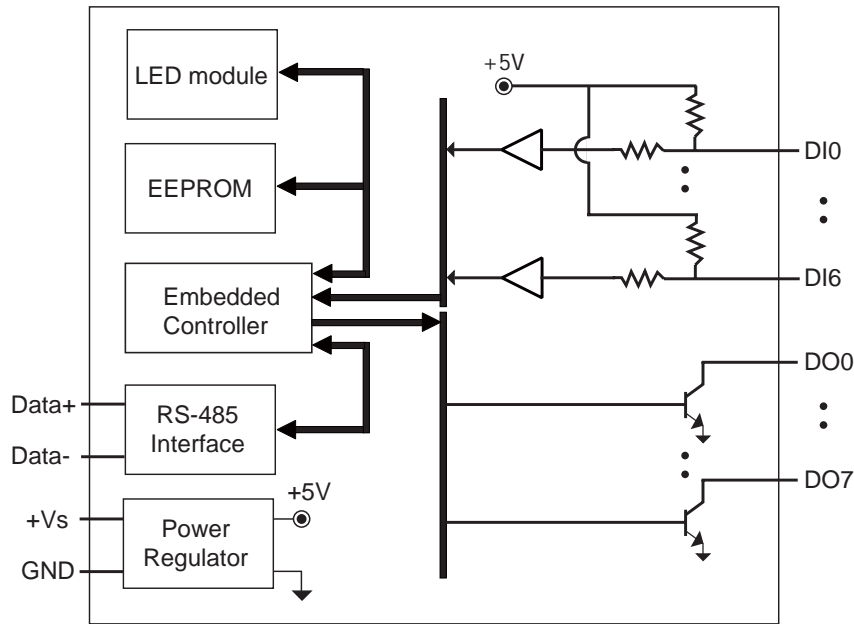 LED module
+5V
DI0
EEPROM
DI6
Embedded
Controller
DO0
Data+
RS-485
Interface
Data-
DO7
+5V
+Vs
Power
Regulator
GND